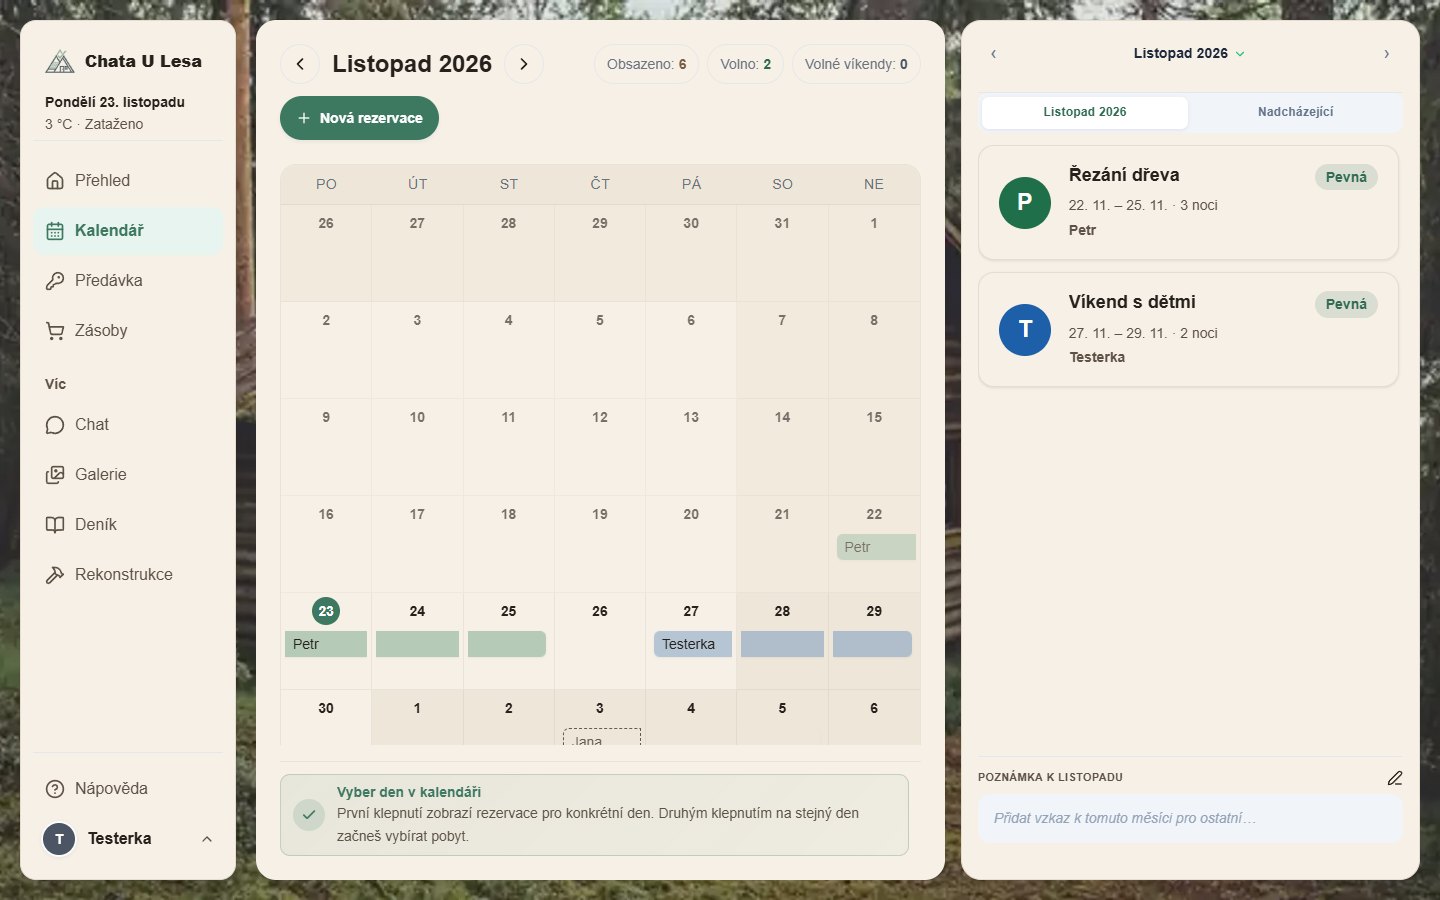 Chata U Lesa
Pondělí 23. listopadu
3 °C · Zataženo
Přehled
Kalendář
Předávka
Zásoby
Víc
Chat
Galerie
Deník
Rekonstrukce
Nápověda
T Testerka
Listopad 2026
Obsazeno: 6
Volno: 2
Volné víkendy: 0
Nová rezervace
PO ÚT ST ČT PÁ SO NE
26 27 28 29 30 31 1
2 3 4 5 6 7 8
9 10 11 12 13 14 15
16 17 18 19 20 21 22
Petr
23 24 25 26 27 28 29
Petr Testerka
30 1 2 3 4 5 6
Jana
Vyber den v kalendáři
První klepnutí zobrazí rezervace pro konkrétní den. Druhým klepnutím na stejný den
začneš vybírat pobyt.
Listopad 2026
Listopad 2026 Nadcházející
P
Řezání dřeva
Pevná
22. 11. – 25. 11. · 3 noci
Petr
T
Víkend s dětmi
Pevná
27. 11. – 29. 11. · 2 noci
Testerka
POZNÁMKA K LISTOPADU
Přidat vzkaz k tomuto měsíci pro ostatní…